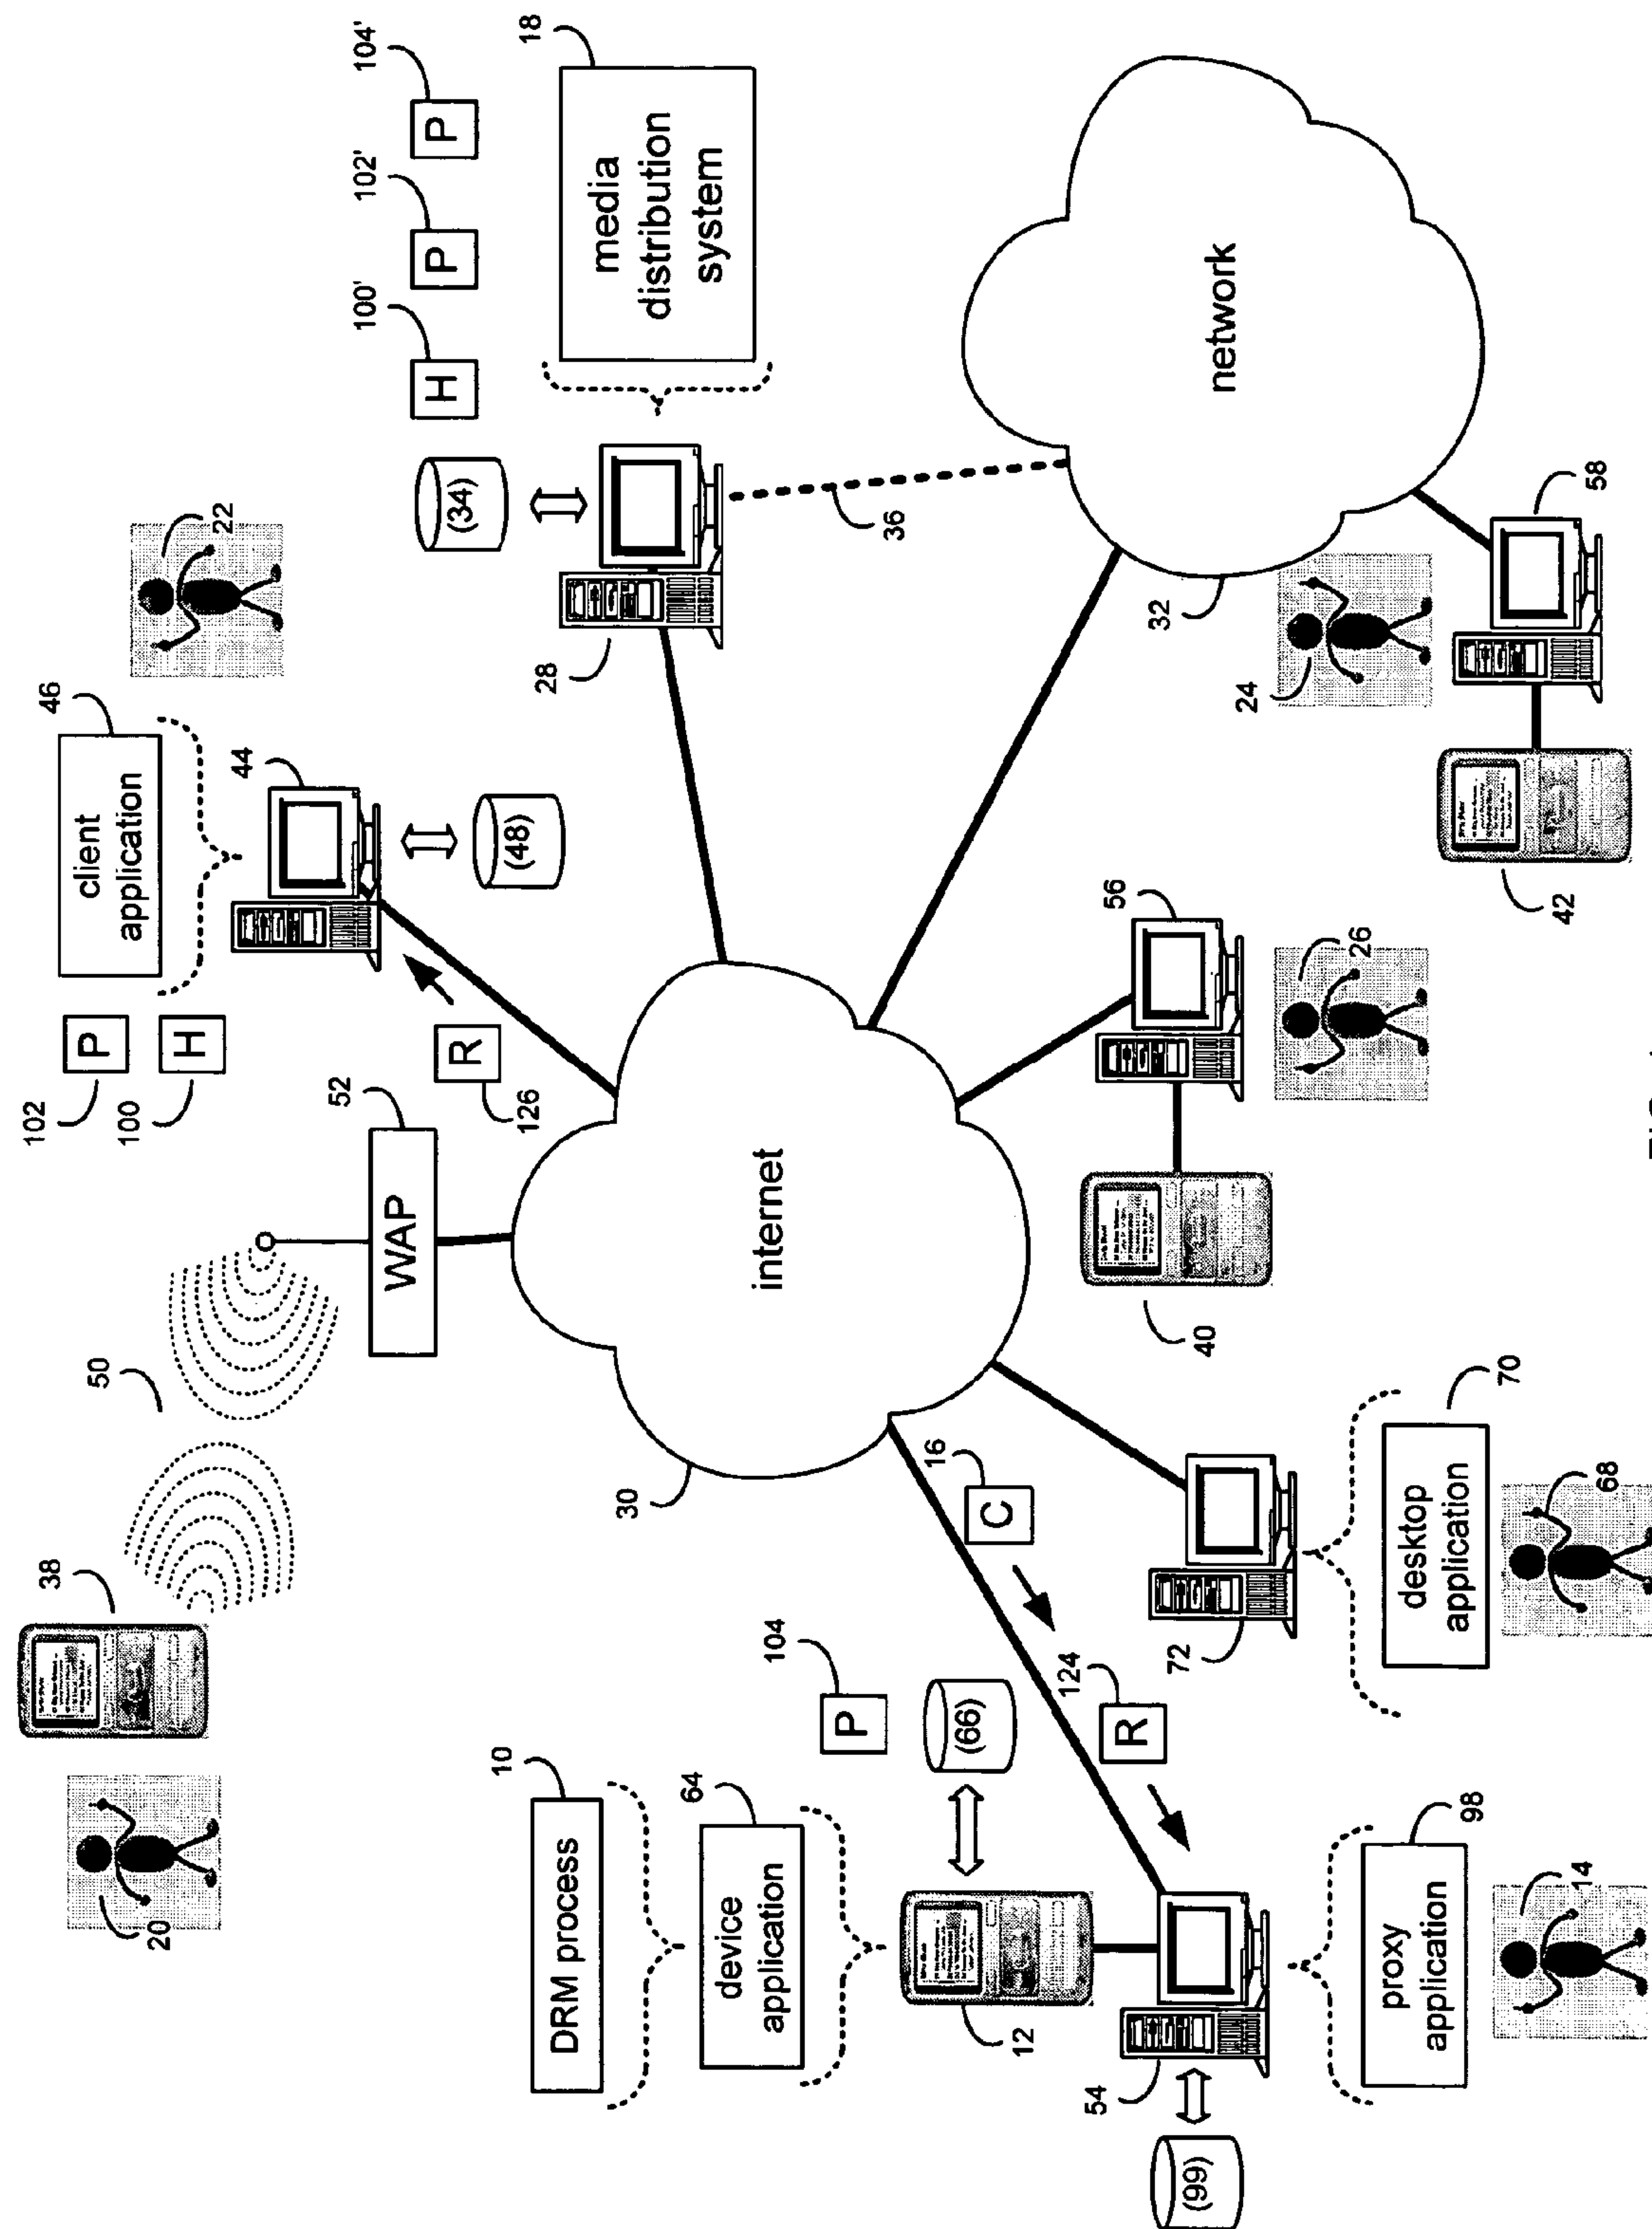 38
46
102
P
client
application
100
H
20
50
22
44
52
WAP
104'
102'
100'
H
P
P
R
126
(34)
(48)
10
DRM process
28
18
media
distribution
system
30
64
device
application
internet
104
P
36
(66)
16
C
12
124
R
54
56
72
32
network
40
(99)
24
26
proxy
application
98
desktop
application
70
42
58
14
68